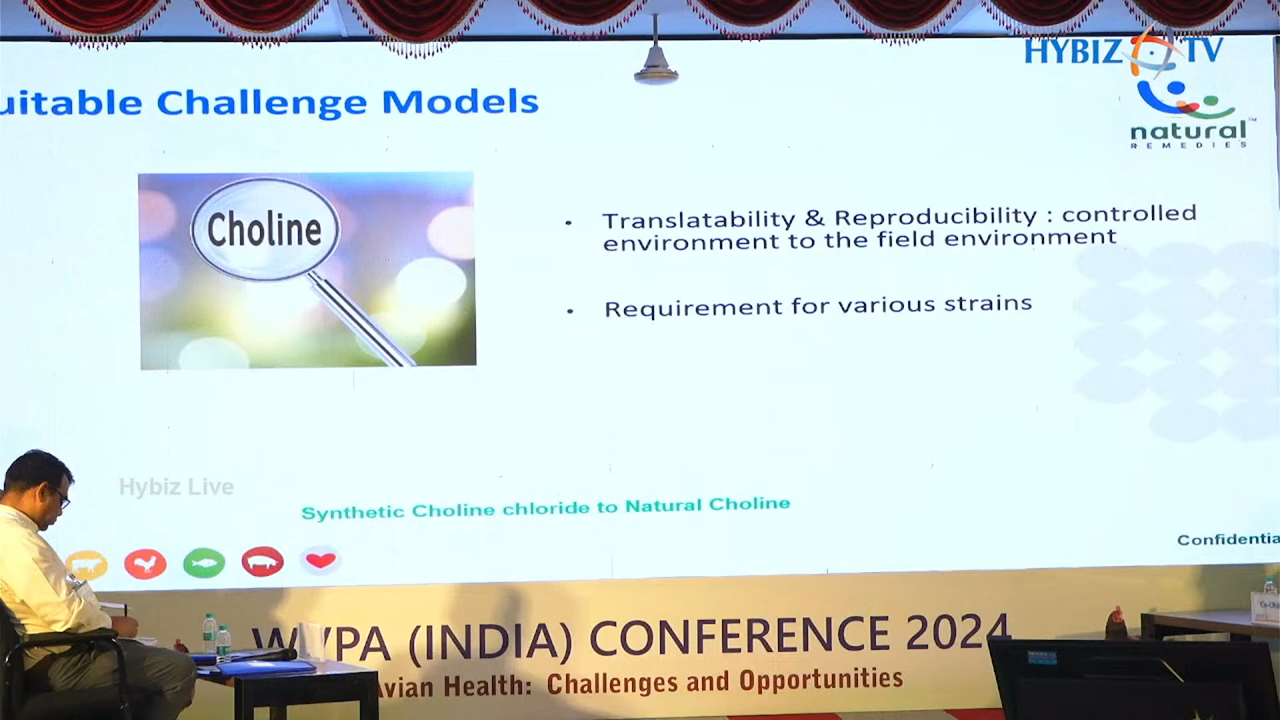 HYBIZ TV
uitable Challenge Models
natural
REMEDIES
Choline
Translatability & Reproducibility : controlled
environment to the field environment
Requirement for various strains
Hybiz Live
Synthetic Choline chloride to Natural Choline
Confidentia
(INDIA) CONFERENCE 2024
Avian Health: Challenges and Opportunities